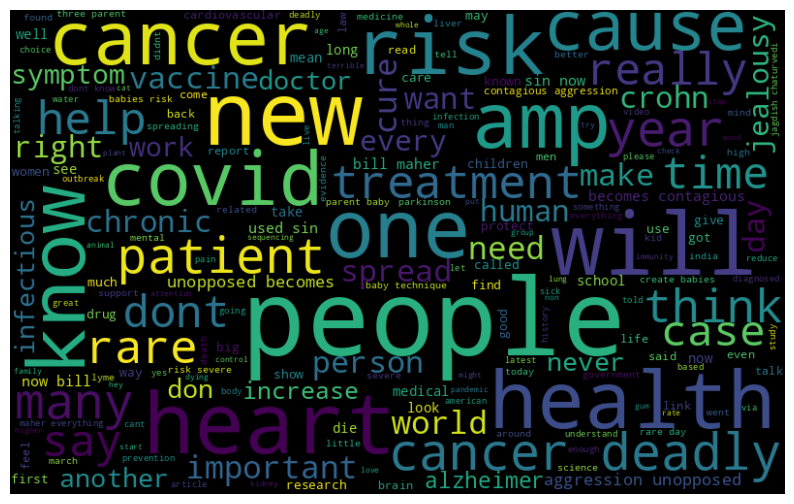 three parent deadly cardiovascular law medicine liver age whole
found choice didnt mean long read tell may better terrible
cancer risk cause
well symptom vaccine doctor cure care known sin now really jealousy
dont know cat contagious aggression jagdish chaturvedi
water babies risk come infection man thing step
talking spreading back live try video mind word
help new want amp year crohn
right work report every bill maher children men check please high
plant women see outbreak evidence
covid treatment make time
related take parent baby parkinson human something everything becomes contagious
know chronic used sin protect use kid give
infectious animal mental sequencing called group got india immunity reduce day
patient one need will
pain unopposed becomes spread let baby technique find school create babies diagnosed
much support attention lung sick non told
great drug going big good history life think
rare dont person case study
family lyme way death control show latest said now even talk
now bill risk severe yes hey dying body severe today might never government based
people
many don increase medical pandemic american link went via
heart health
say world look gum rate
maher everything cant die around understand enough rare day
higher feel start little science
march prevention love
important cancer deadly
first another article kidney research brain alzheimer aggression unopposed